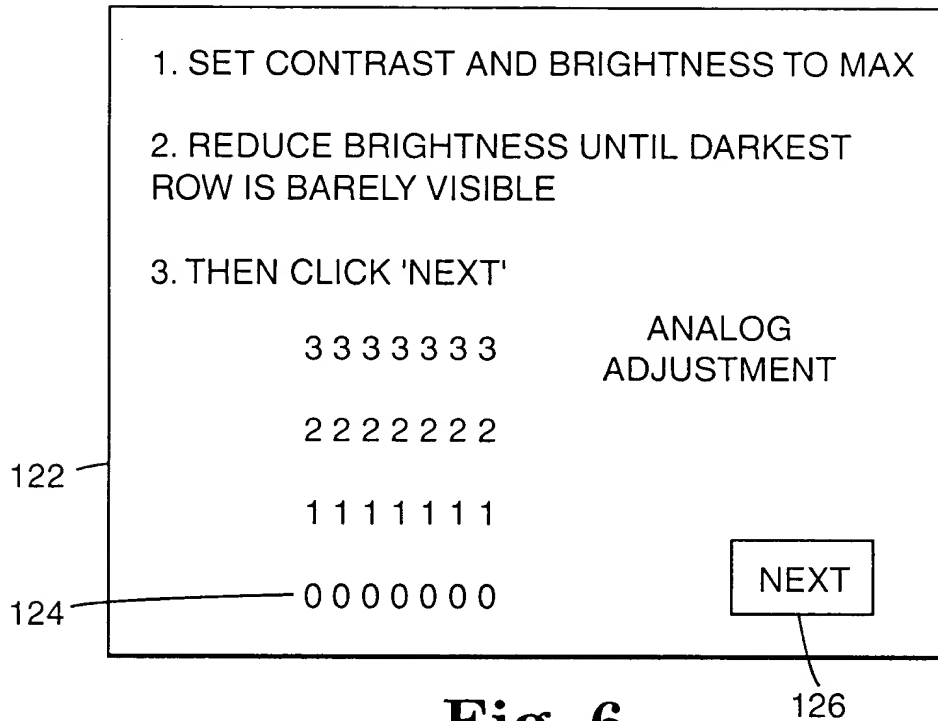 1. SET CONTRAST AND BRIGHTNESS TO MAX
2. REDUCE BRIGHTNESS UNTIL DARKEST
ROW IS BARELY VISIBLE
3. THEN CLICK 'NEXT'
3 3 3 3 3 3 3
ANALOG
ADJUSTMENT
2 2 2 2 2 2 2
122
1 1 1 1 1 1 1
NEXT
124
0 0 0 0 0 0 0
126
Fig. 6